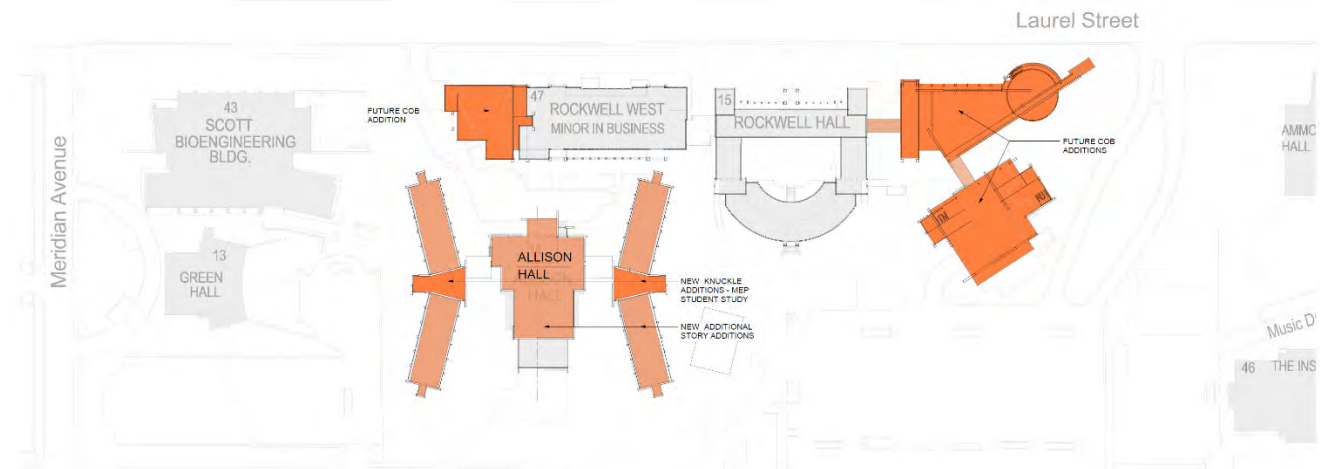 Laurel Street
Meridian Avenue
43
SCOTT
BIOENGINEERING
BLDG.
13
GREEN
HALL
FUTURE COB
ADDITION
47
ROCKWELL WEST
MINOR IN BUSINESS
15
ROCKWELL HALL
FUTURE COB
ADDITIONS
AMMO
HALL
ALLISON
HALL
HALL
NEW KNUCKLE
ADDITIONS - MEP
STUDENT STUDY
NEW ADDITIONAL
STORY ADDITIONS
Music D
46
THE INS